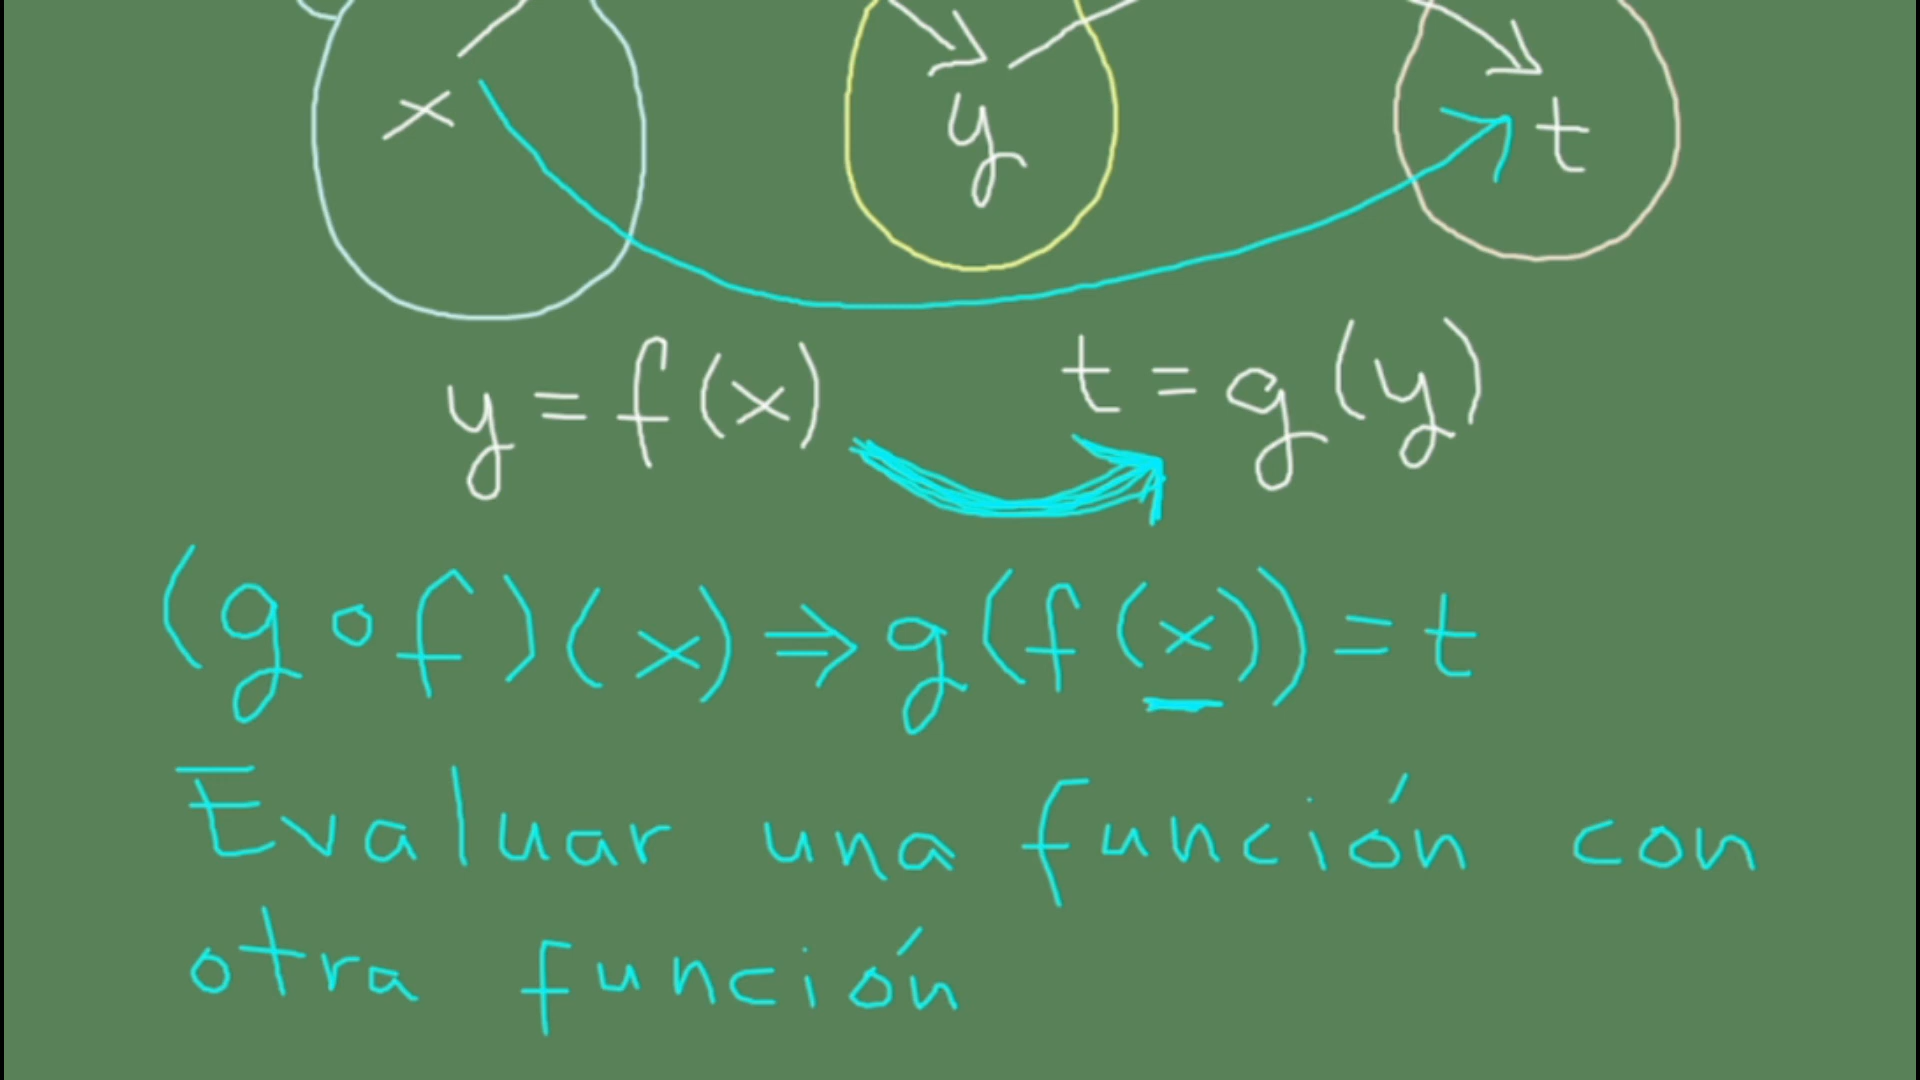 x y t
y = f(x) t = g(y)
(g∘f)(x) ⇒ g(f(x)) = t
Evaluar una función con
otra función